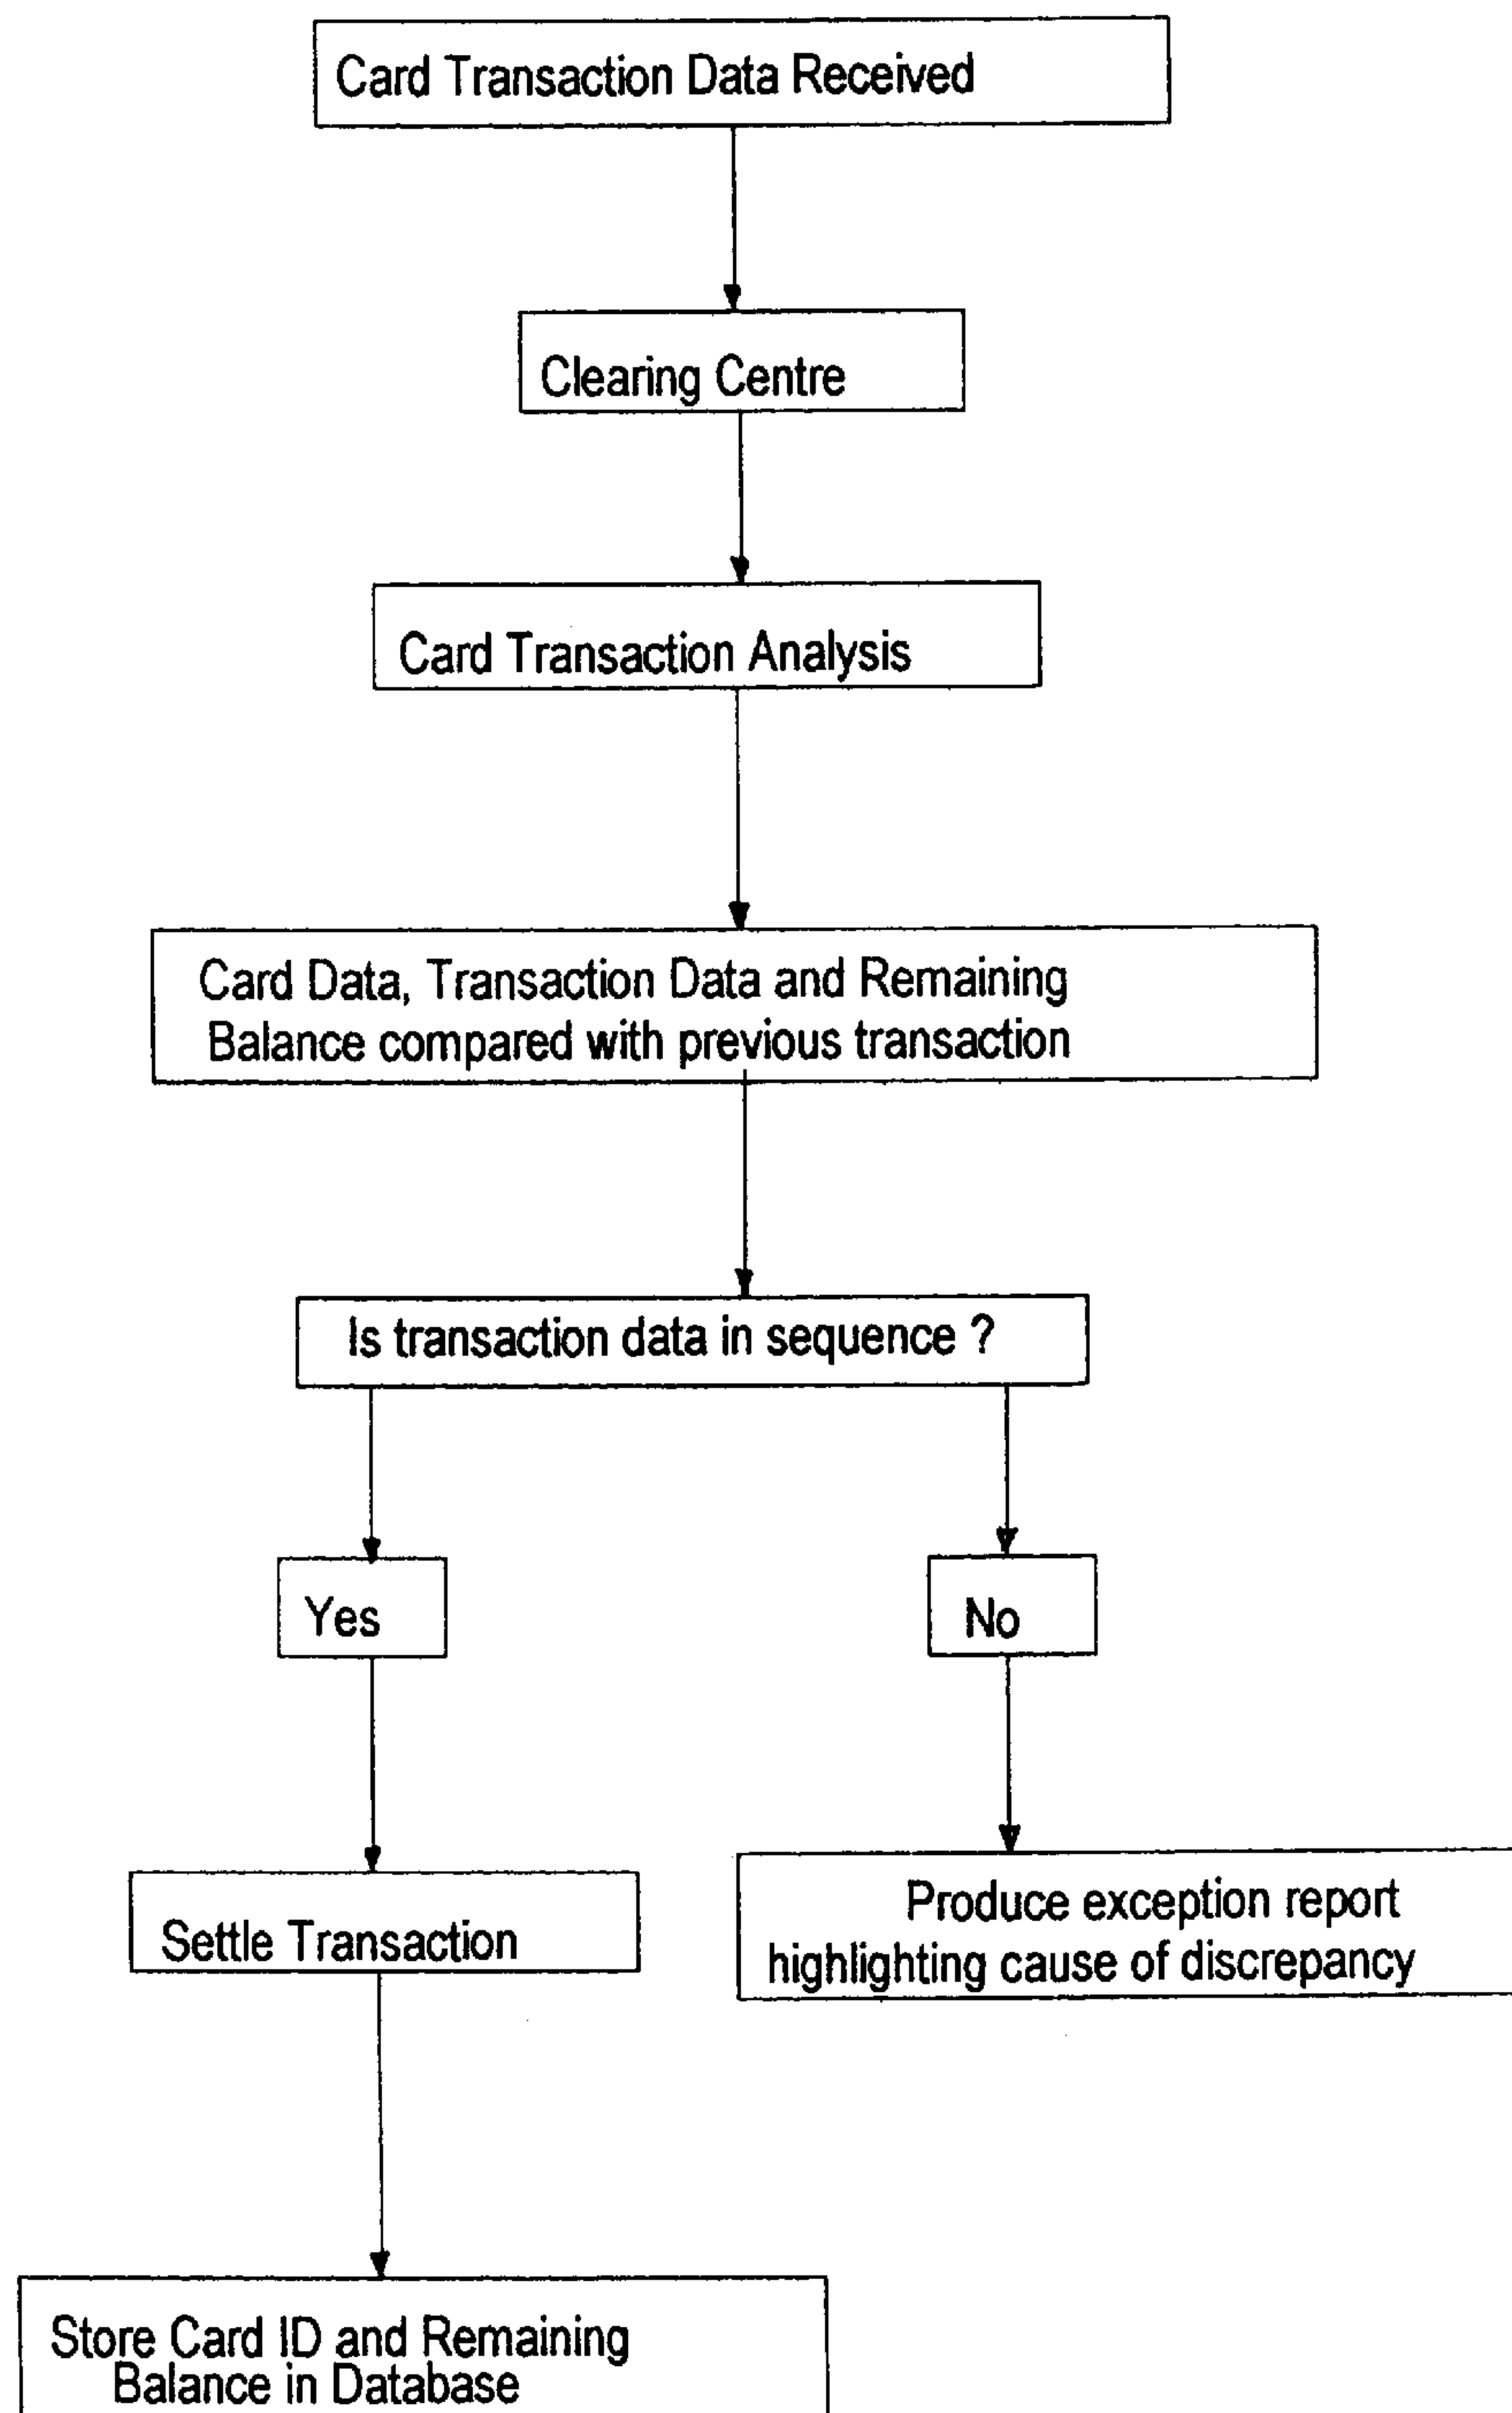 Card Transaction Data Received
Clearing Centre
Card Transaction Analysis
Card Data, Transaction Data and Remaining
Balance compared with previous transaction
Is transaction data in sequence ?
Yes
No
Settle Transaction
Produce exception report
highlighting cause of discrepancy
Store Card ID and Remaining
Balance in Database